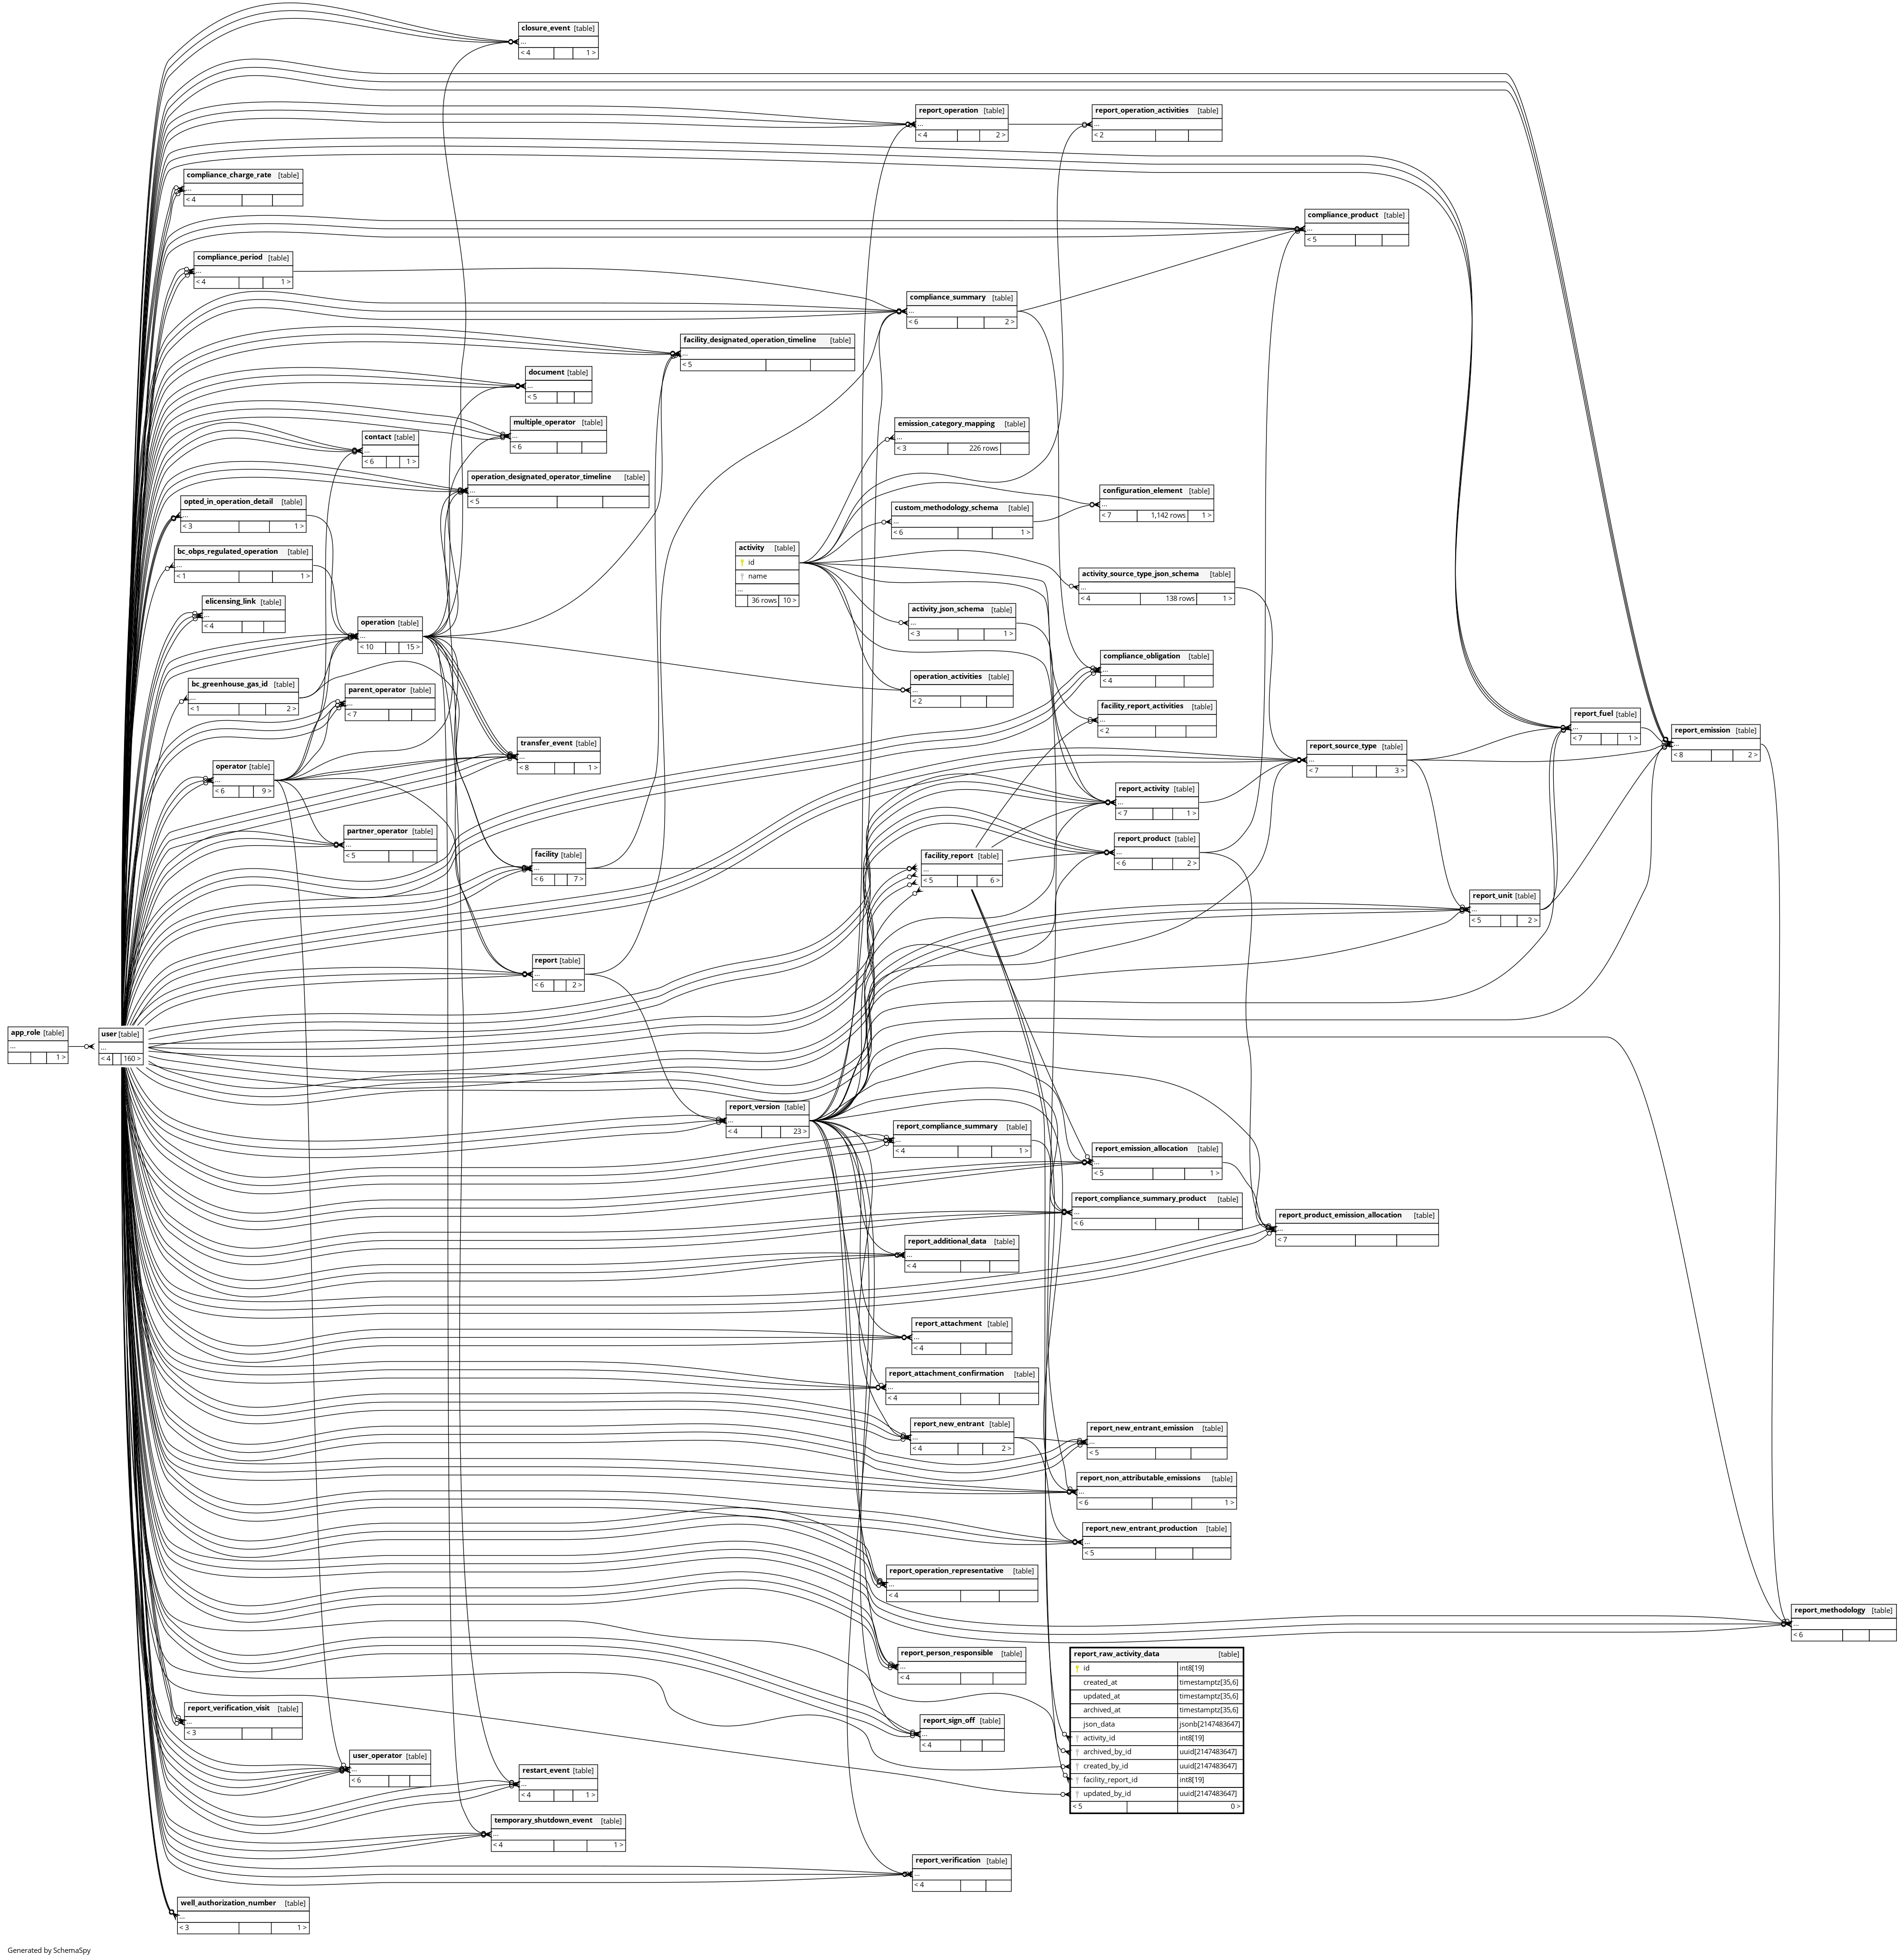 closure_event [table]
...
< 4 1 >
report_operation [table]
...
< 4 2 >
report_operation_activities [table]
...
< 2
compliance_charge_rate [table]
...
< 4
compliance_product [table]
...
< 5
compliance_period [table]
...
< 4 1 >
compliance_summary [table]
...
< 6 2 >
facility_designated_operation_timeline [table]
...
< 5
document [table]
...
< 5
multiple_operator [table]
...
< 6
emission_category_mapping [table]
...
< 3 226 rows
contact [table]
...
< 6 1 >
operation_designated_operator_timeline [table]
...
< 5
configuration_element [table]
...
< 7 1,142 rows 1 >
opted_in_operation_detail [table]
...
< 3 1 >
custom_methodology_schema [table]
...
< 6 1 >
activity [table]
id
name
...
36 rows 10 >
bc_obps_regulated_operation [table]
...
< 1 1 >
activity_source_type_json_schema [table]
...
< 4 138 rows 1 >
elicensing_link [table]
...
< 4
activity_json_schema [table]
...
< 3 1 >
operation [table]
...
< 10 15 >
compliance_obligation [table]
...
< 4
operation_activities [table]
...
< 2
bc_greenhouse_gas_id [table]
...
< 1 2 >
parent_operator [table]
...
< 7
facility_report_activities [table]
...
< 2
report_fuel [table]
...
< 7 1 >
report_emission [table]
...
< 8 2 >
transfer_event [table]
...
< 8 1 >
report_source_type [table]
...
< 7 3 >
operator [table]
...
< 6 9 >
report_activity [table]
...
< 7 1 >
partner_operator [table]
...
< 5
report_product [table]
...
< 6 2 >
facility [table]
...
< 6 7 >
facility_report [table]
...
< 5 6 >
report_unit [table]
...
< 5 2 >
report [table]
...
< 6 2 >
app_role [table]
...
1 >
user [table]
...
< 4 160 >
report_version [table]
...
< 4 23 >
report_compliance_summary [table]
...
< 4 1 >
report_emission_allocation [table]
...
< 5 1 >
report_compliance_summary_product [table]
...
< 6
report_product_emission_allocation [table]
...
< 7
report_additional_data [table]
...
< 4
report_attachment [table]
...
< 4
report_attachment_confirmation [table]
...
< 4
report_new_entrant [table]
...
< 4 2 >
report_new_entrant_emission [table]
...
< 5
report_non_attributable_emissions [table]
...
< 6 1 >
report_new_entrant_production [table]
...
< 5
report_operation_representative [table]
...
< 4
report_methodology [table]
...
< 6
report_person_responsible [table]
...
< 4
report_raw_activity_data [table]
id int8[19]
created_at timestamptz[35,6]
updated_at timestamptz[35,6]
archived_at timestamptz[35,6]
json_data jsonb[2147483647]
activity_id int8[19]
archived_by_id uuid[2147483647]
created_by_id uuid[2147483647]
facility_report_id int8[19]
updated_by_id uuid[2147483647]
< 5 0 >
report_verification_visit [table]
...
< 3
report_sign_off [table]
...
< 4
user_operator [table]
...
< 6
restart_event [table]
...
< 4 1 >
temporary_shutdown_event [table]
...
< 4 1 >
report_verification [table]
...
< 4
well_authorization_number [table]
...
< 3 1 >
Generated by SchemaSpy